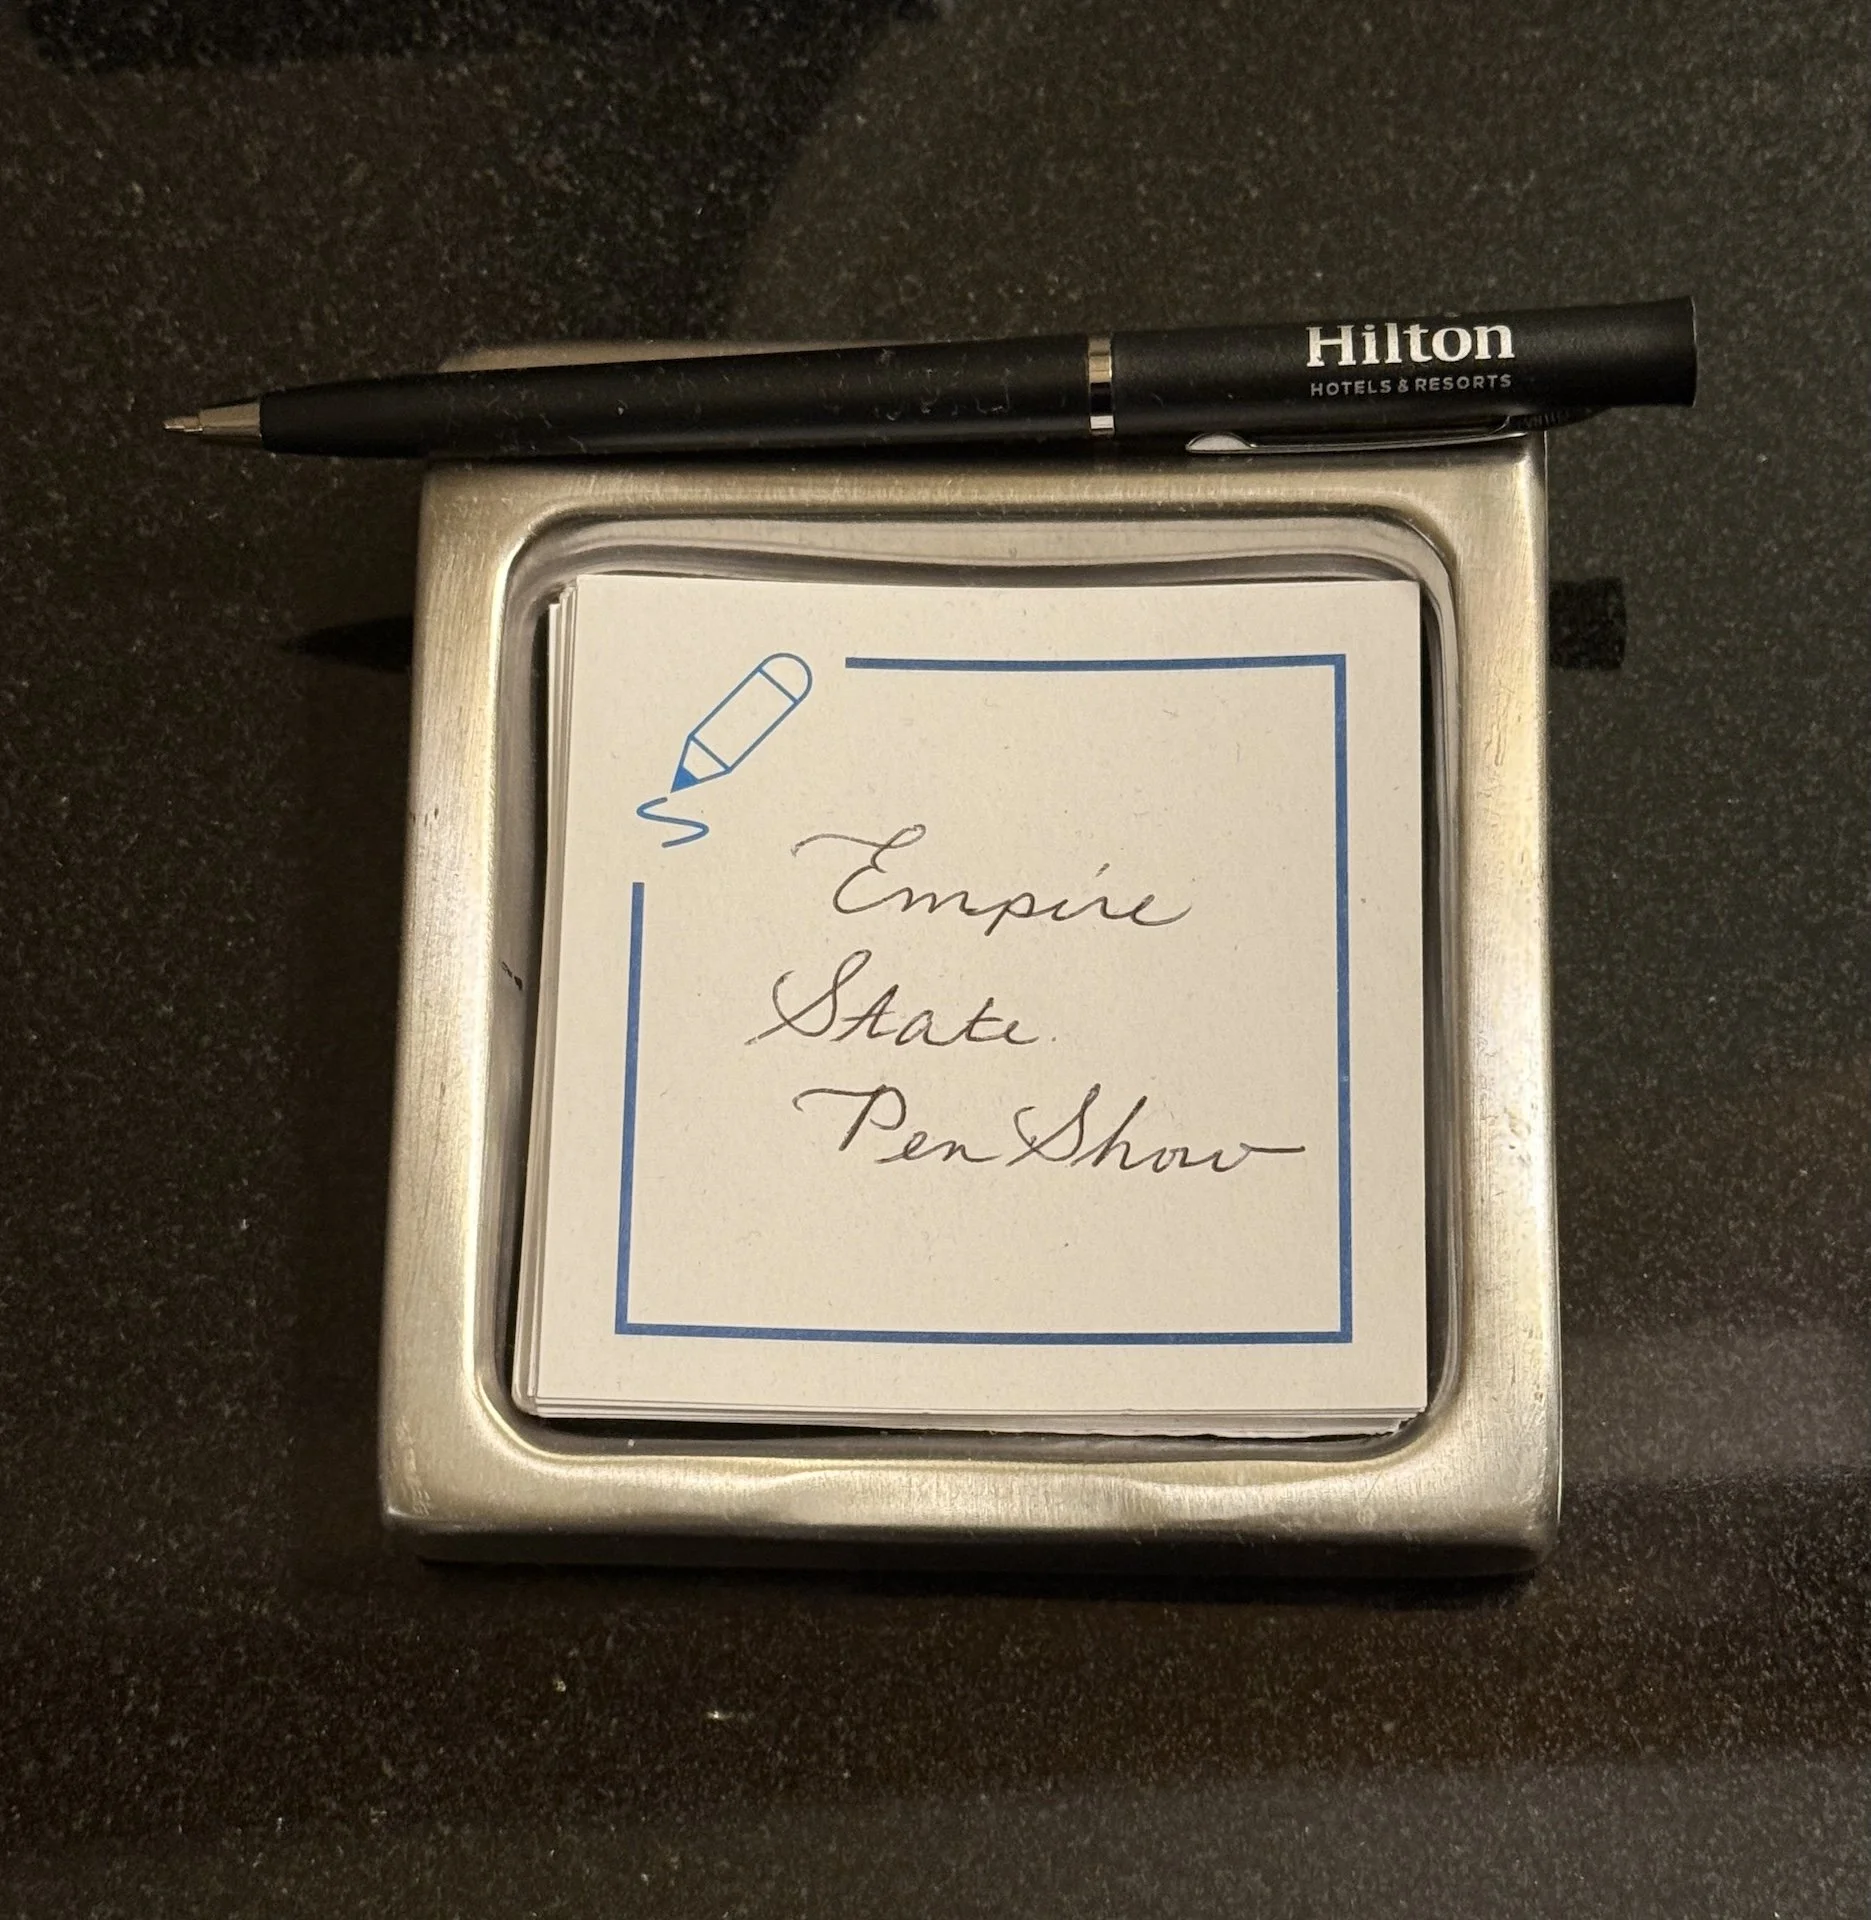 Hilton
HOTELS & RESORTS
Empire
State
Pen Show